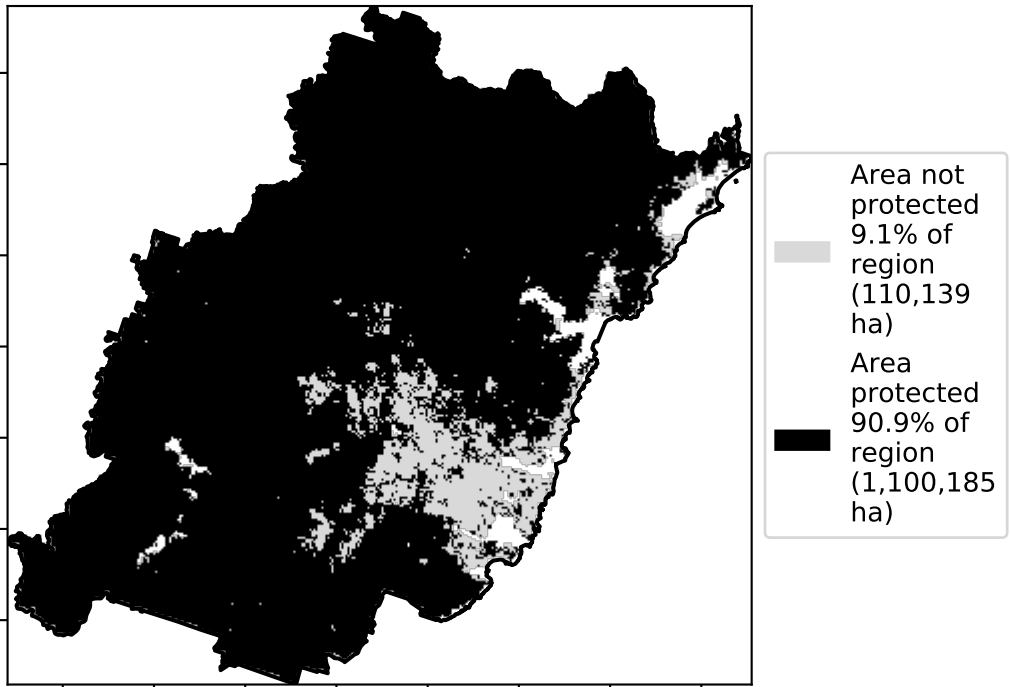 Area not
protected
9.1% of
region
(110,139
ha)
Area
protected
90.9% of
region
(1,100,185
ha)